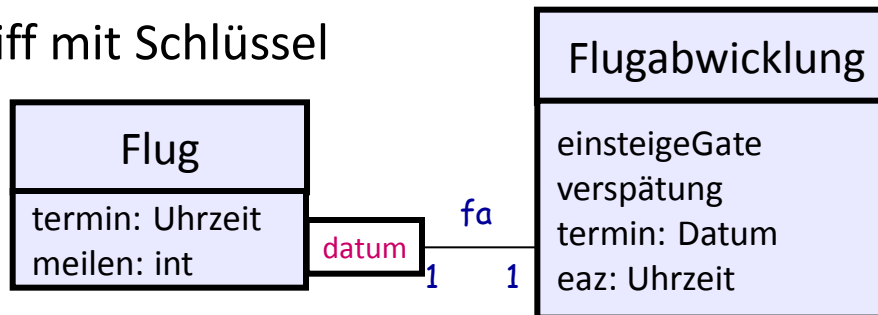 iff mit Schlüssel
Flug
termin: Uhrzeit
meilen: int
datum
fa
1
1
Flugabwicklung
einsteigeGate
verspätung
termin: Datum
eaz: Uhrzeit